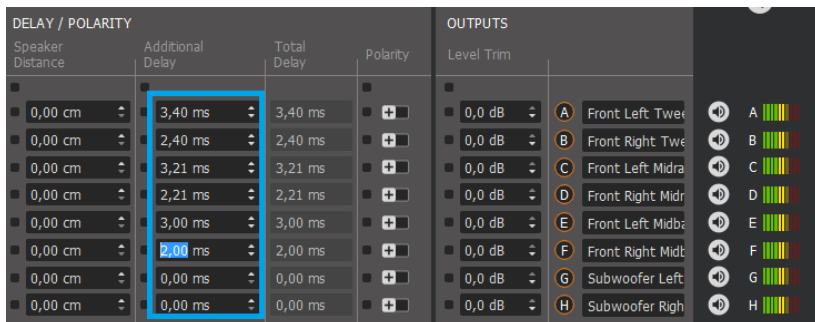 DELAY / POLARITY OUTPUTS
Speaker Distance Additional Delay Total Delay Polarity Level Trim
0,00 cm 3,40 ms 3,40 ms + 0,0 dB A Front Left Twee A
0,00 cm 2,40 ms 2,40 ms + 0,0 dB B Front Right Twe B
0,00 cm 3,21 ms 3,21 ms + 0,0 dB C Front Left Midra C
0,00 cm 2,21 ms 2,21 ms + 0,0 dB D Front Right Midr D
0,00 cm 3,00 ms 3,00 ms + 0,0 dB E Front Left Midba E
0,00 cm 2,00 ms 2,00 ms + 0,0 dB F Front Right Midb F
0,00 cm 0,00 ms 0,00 ms + 0,0 dB G Subwoofer Left G
0,00 cm 0,00 ms 0,00 ms + 0,0 dB H Subwoofer Righ H